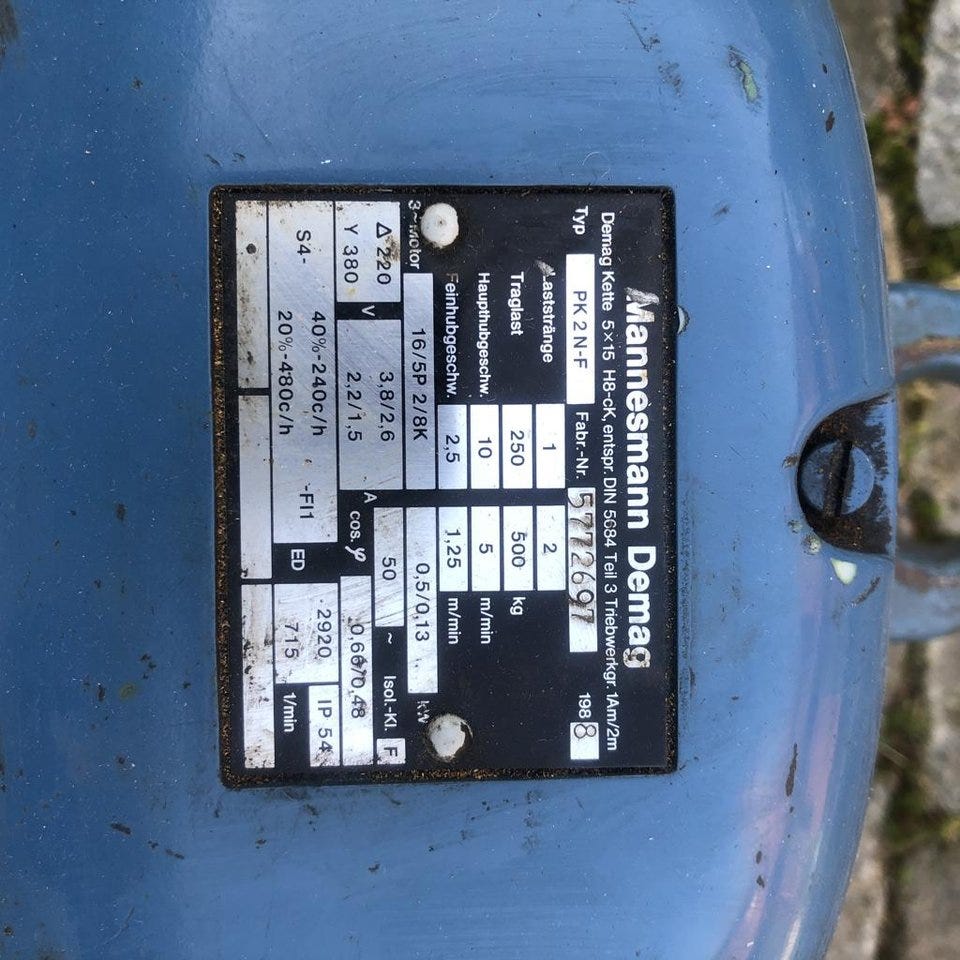 Mannesmann Demag
Demag Kette 5×15 H8-cK, entspr. DIN 5684 Teil 3 Triebwerkgr. 1Am/2m
Typ PK 2 N-F Fabr.-Nr. 5772697 1988
Laststränge 1 2
Traglast 250 500 kg
Haupthubgeschw. 10 5 m/min
Feinhubgeschw. 2,5 1,25 m/min
3~Motor 16/5P 2/8K 0,5/0,13 kW
Δ 220 V 3,8/2,6 A 50 ~ Isol.-Kl. F
Y 380 2,2/1,5 cos. φ 0,66/0,48
S4- 40%-240c/h -FI1 ED 2920 1/min IP 54
20%-480c/h 715